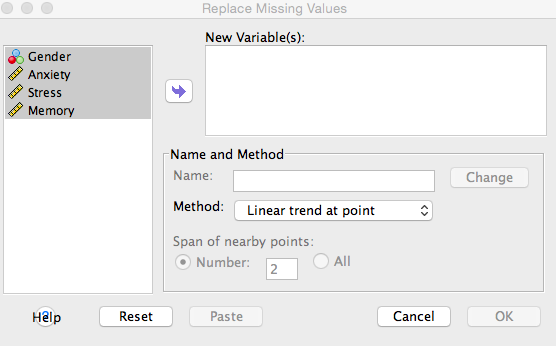 Replace Missing Values
New Variable(s):
Gender
Anxiety
Stress
Memory
Name and Method
Name:
Change
Method: Linear trend at point
Span of nearby points:
Number: 2 All
Help Reset Paste Cancel OK